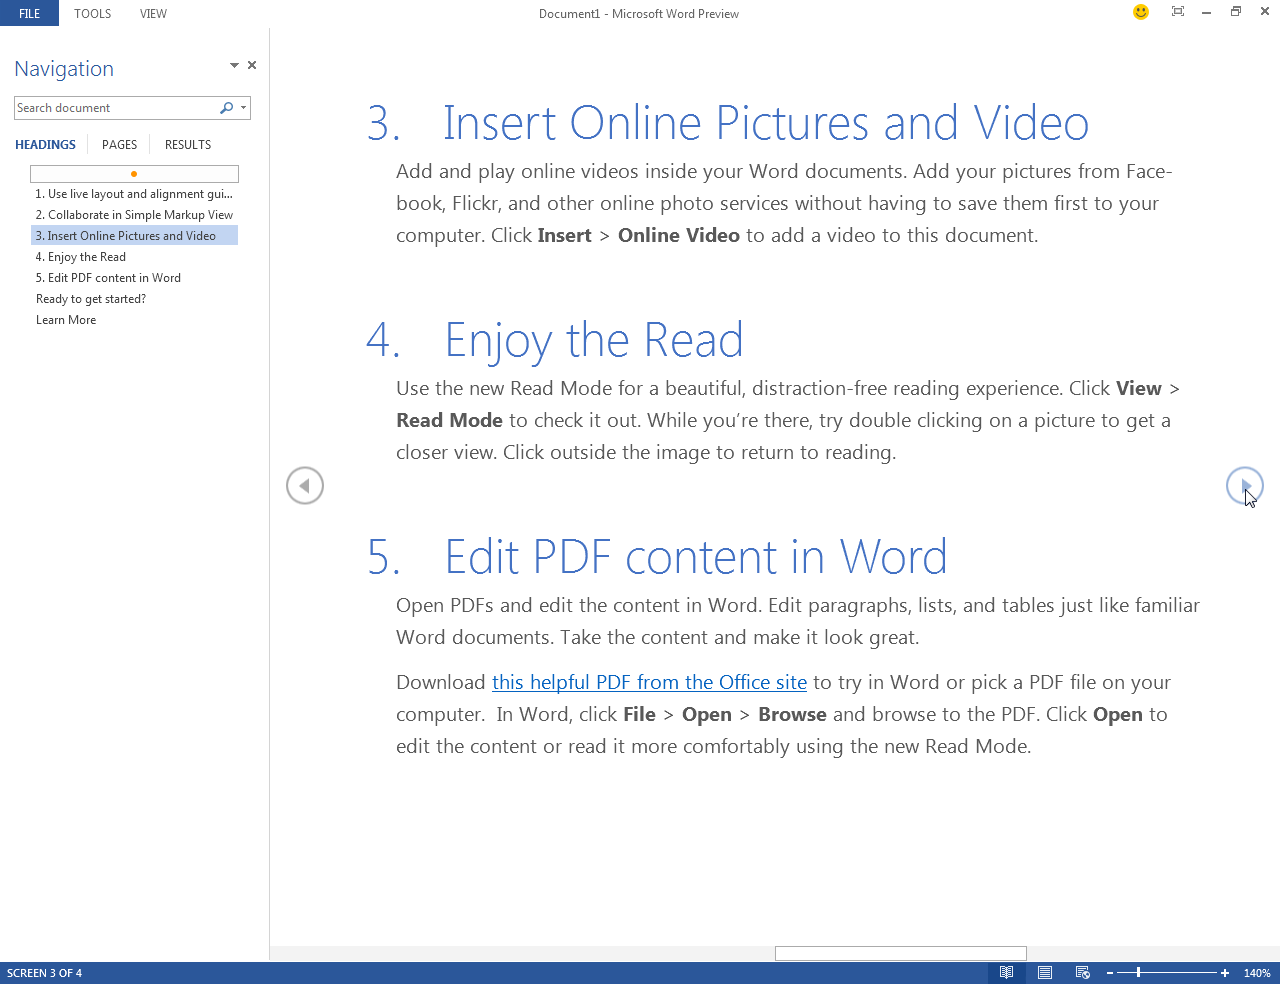 FILE TOOLS VIEW Document1 - Microsoft Word Preview
Navigation
Search document
HEADINGS PAGES RESULTS
1. Use live layout and alignment gui...
2. Collaborate in Simple Markup View
3. Insert Online Pictures and Video
4. Enjoy the Read
5. Edit PDF content in Word
Ready to get started?
Learn More
3. Insert Online Pictures and Video
Add and play online videos inside your Word documents. Add your pictures from Face-
book, Flickr, and other online photo services without having to save them first to your
computer. Click Insert > Online Video to add a video to this document.
4. Enjoy the Read
Use the new Read Mode for a beautiful, distraction-free reading experience. Click View >
Read Mode to check it out. While you’re there, try double clicking on a picture to get a
closer view. Click outside the image to return to reading.
5. Edit PDF content in Word
Open PDFs and edit the content in Word. Edit paragraphs, lists, and tables just like familiar
Word documents. Take the content and make it look great.
Download this helpful PDF from the Office site to try in Word or pick a PDF file on your
computer.  In Word, click File > Open > Browse and browse to the PDF. Click Open to
edit the content or read it more comfortably using the new Read Mode.
SCREEN 3 OF 4 140%